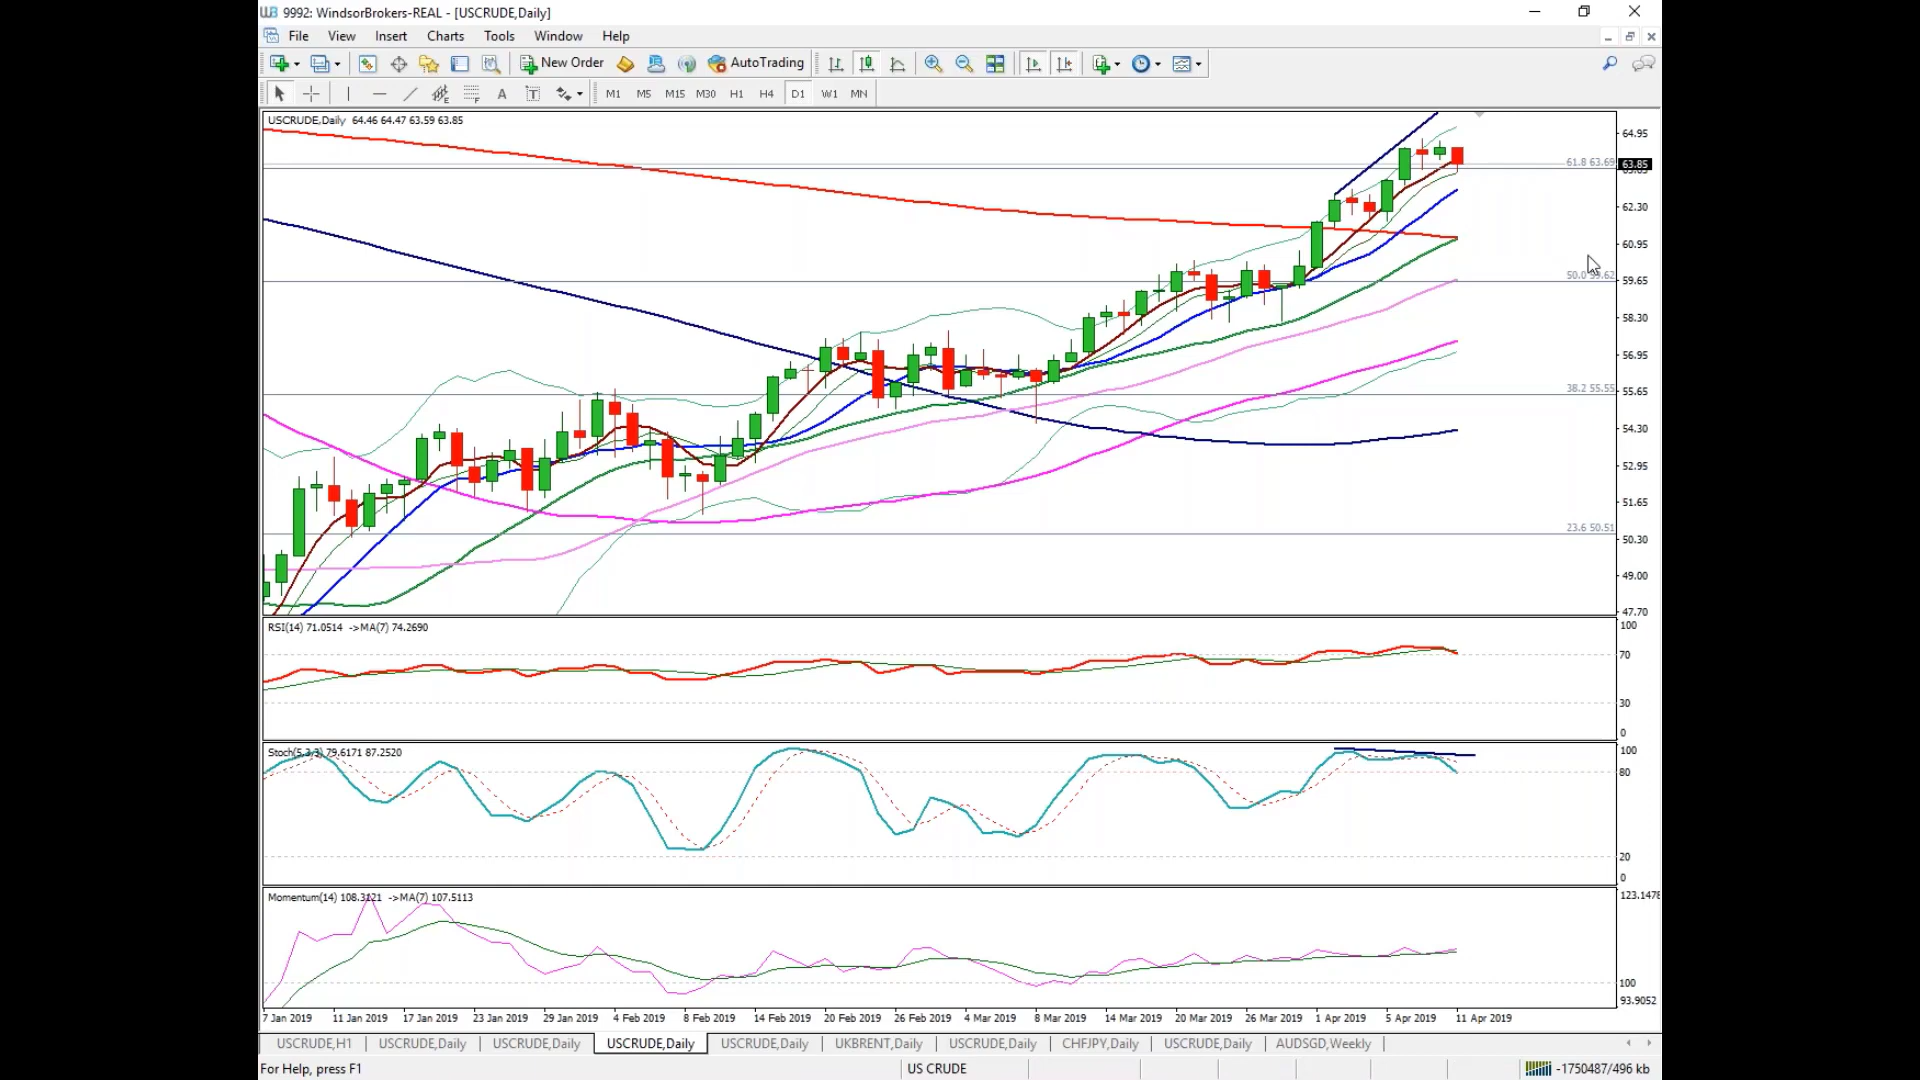 9992: WindsorBrokers-REAL - [USCRUDE,Daily]
File View Insert Charts Tools Window Help
New Order AutoTrading
A T M1 M5 M15 M30 H1 H4 D1 W1 MN
USCRUDE,Daily 64.46 64.47 63.59 63.85
64.95
61.8 63.69
63.85
62.30
60.95
50.0 59.62
59.65
58.30
56.95
38.2 55.55
55.65
54.30
52.95
51.65
23.6 50.51
50.30
49.00
47.70
RSI(14) 71.0514 ->MA(7) 74.2690
100
70
30
0
Stoch(5,3,3) 79.6171 87.2520
100
80
20
0
Momentum(14) 108.3121 ->MA(7) 107.5113
123.1478
100
93.9052
7 Jan 2019 11 Jan 2019 17 Jan 2019 23 Jan 2019 29 Jan 2019 4 Feb 2019 8 Feb 2019 14 Feb 2019 20 Feb 2019 26 Feb 2019 4 Mar 2019 8 Mar 2019 14 Mar 2019 20 Mar 2019 26 Mar 2019 1 Apr 2019 5 Apr 2019 11 Apr 2019
USCRUDE,H1 USCRUDE,Daily USCRUDE,Daily USCRUDE,Daily USCRUDE,Daily UKBRENT,Daily USCRUDE,Daily CHFJPY,Daily USCRUDE,Daily AUDSGD,Weekly
For Help, press F1 US CRUDE -1750487/496 kb